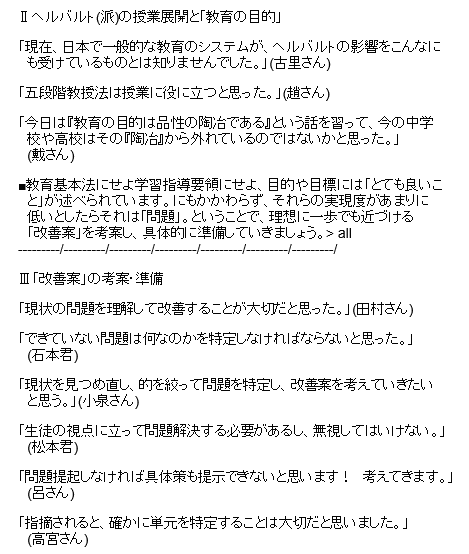 Ⅱ ヘルバルト(派)の授業展開と「教育の目的」
「現在、日本で一般的な教育のシステムが、ヘルバルトの影響をこんなに
も受けているものとは知りませんでした。」(古里さん)
「五段階教授法は授業に役に立つと思った。」(趙さん)
「今日は『教育の目的は品性の陶冶である』という話を習って、今の中学
校や高校はその『陶冶』から外れているのではないかと思った。」
(戴さん)
■教育基本法にせよ学習指導要領にせよ、目的や目標には「とても良いこ
と」が述べられています。にもかかわらず、それらの実現度があまりに
低いとしたらそれは「問題」。ということで、理想に一歩でも近づける
「改善案」を考案し、具体的に準備していきましょう。> all
---------/---------/---------/---------/---------/---------/---------/
Ⅲ 「改善案」の考案・準備
「現状の問題を理解して改善することが大切だと思った。」(田村さん)
「できていない問題は何なのかを特定しなければならないと思った。」
(石本君)
「現状を見つめ直し、的を絞って問題を特定し、改善案を考えていきたい
と思う。」(小泉さん)
「生徒の視点に立って問題解決する必要があるし、無視してはいけない。」
(松本君)
「問題提起しなければ具体策も提示できないと思います！　考えてきます。」
(呂さん)
「指摘されると、確かに単元を特定することは大切だと思いました。」
(高宮さん)